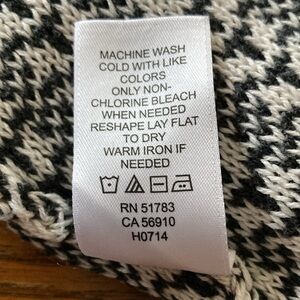 MACHINE WASH
COLD WITH LIKE
COLORS
ONLY NON-
CHLORINE BLEACH
WHEN NEEDED
RESHAPE LAY FLAT
TO DRY
WARM IRON IF
NEEDED
RN 51783
CA 56910
H0714